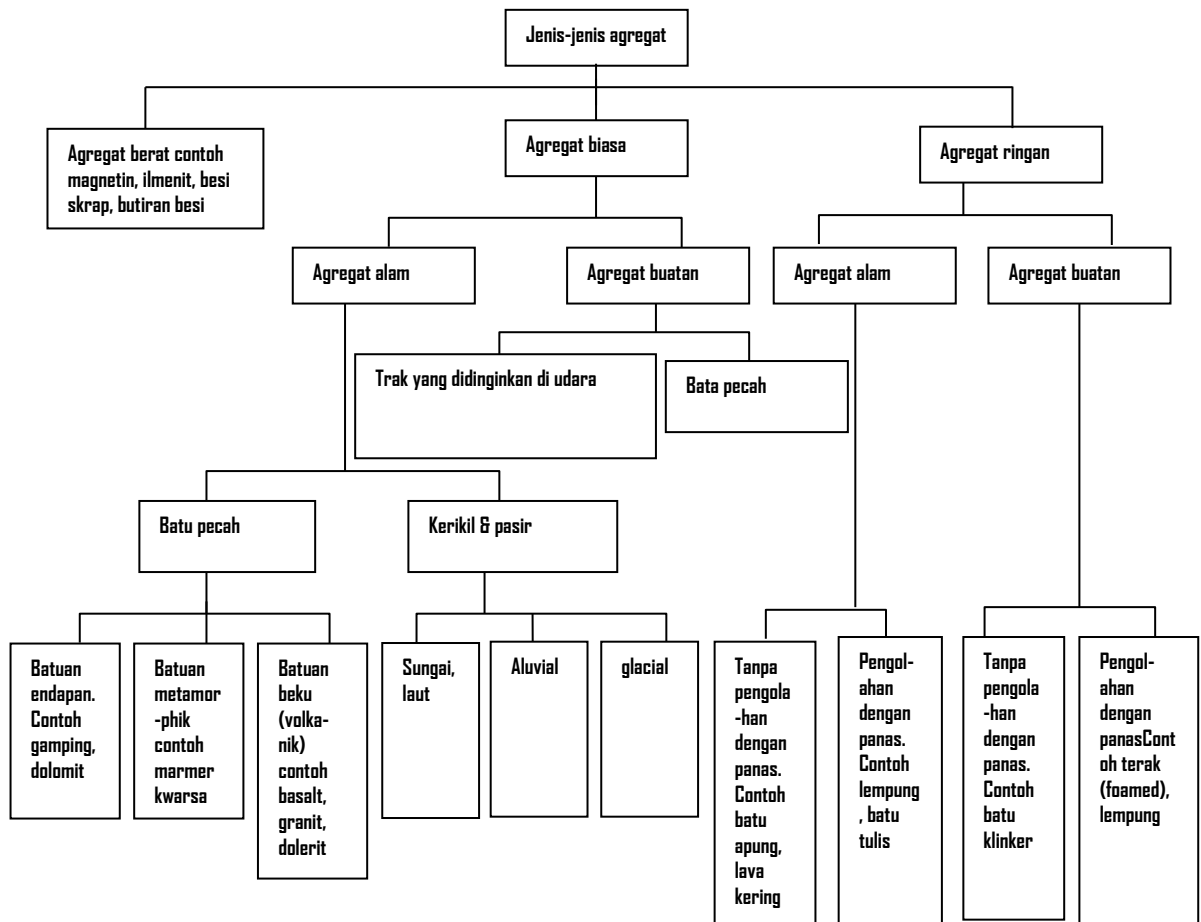 Jenis-jenis agregat
Agregat berat contoh
magnetin, ilmenit, besi
skrap, butiran besi
Agregat biasa
Agregat ringan
Agregat alam
Agregat buatan
Agregat alam
Agregat buatan
Trak yang didinginkan di udara
Bata pecah
Batu pecah
Kerikil & pasir
Batuan
endapan.
Contoh
gamping,
dolomit
Batuan
metamor
-phik
contoh
marmer
kwarsa
Batuan
beku
(volka-
nik)
contoh
basalt,
granit,
dolerit
Sungai,
laut
Aluvial
glacial
Tanpa
pengola
-han
dengan
panas.
Contoh
batu
apung,
lava
kering
Pengol-
ahan
dengan
panas.
Contoh
lempung
, batu
tulis
Tanpa
pengola
-han
dengan
panas.
Contoh
batu
klinker
Pengol-
ahan
dengan
panasCont
oh terak
(foamed),
lempung